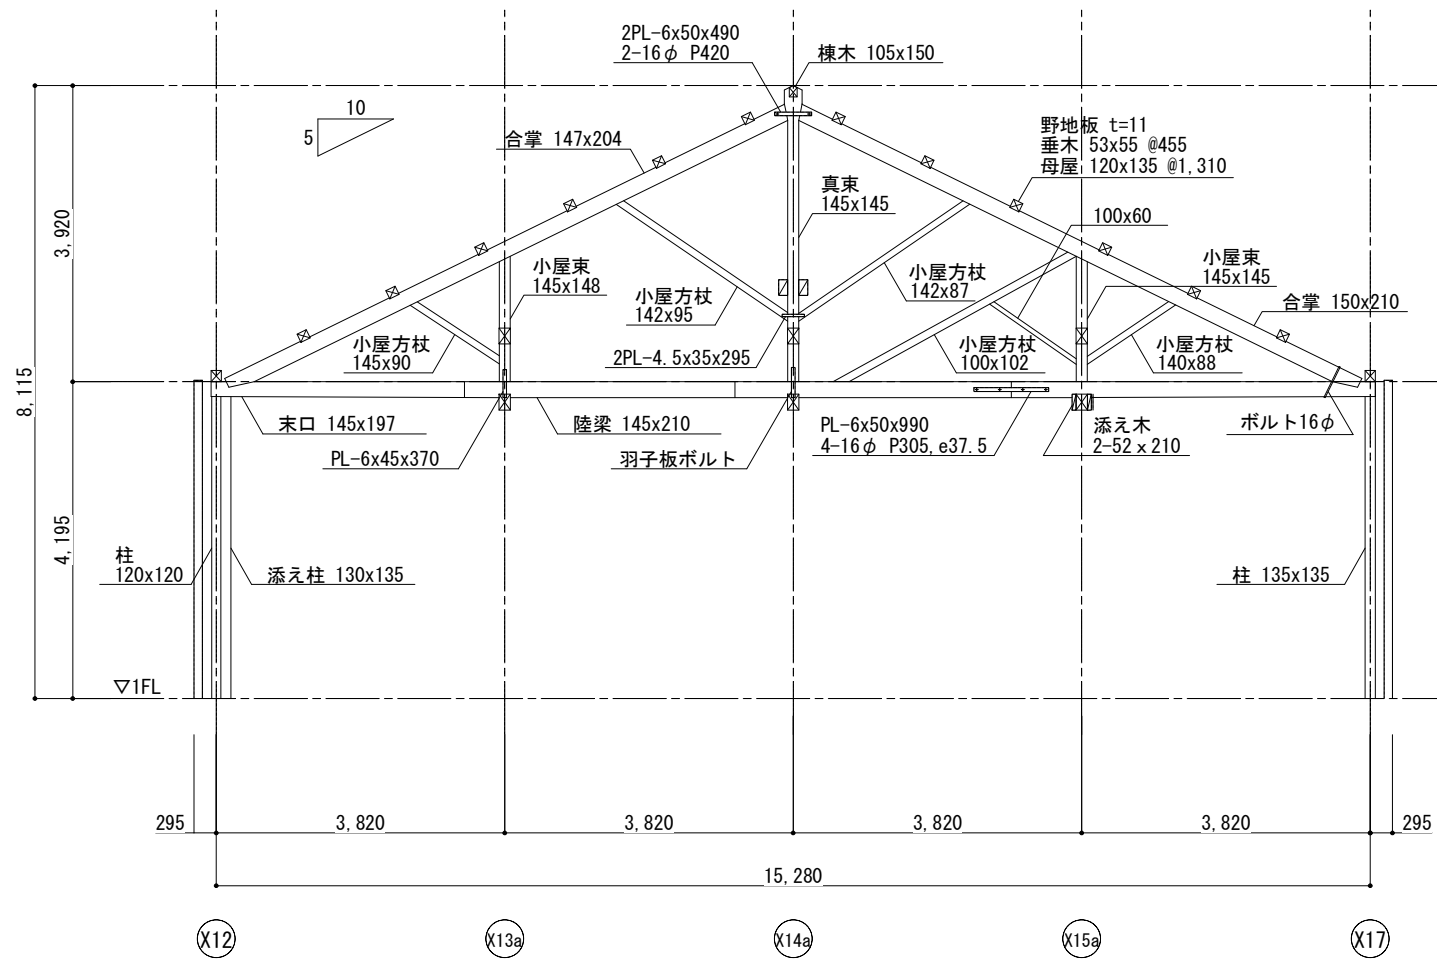 2PL-6x50x490
2-16φ P420
棟木 105x150
10
5
合掌 147x204
野地板 t=11
垂木 53x55 @455
母屋 120x135 @1,310
真束
145x145
100x60
3,920
小屋束
145x148
小屋方杖
142x95
小屋方杖
142x87
小屋束
145x145
合掌 150x210
小屋方杖
145x90
2PL-4.5x35x295
小屋方杖
100x102
小屋方杖
140x88
8,115
末口 145x197
陸梁 145x210
PL-6x50x990
4-16φ P305,e37.5
添え木
2-52x210
ボルト16φ
PL-6x45x370
羽子板ボルト
4,195
柱
120x120
添え柱 130x135
柱 135x135
▽1FL
295
3,820
3,820
3,820
3,820
295
15,280
X12
X13a
X14a
X15a
X17